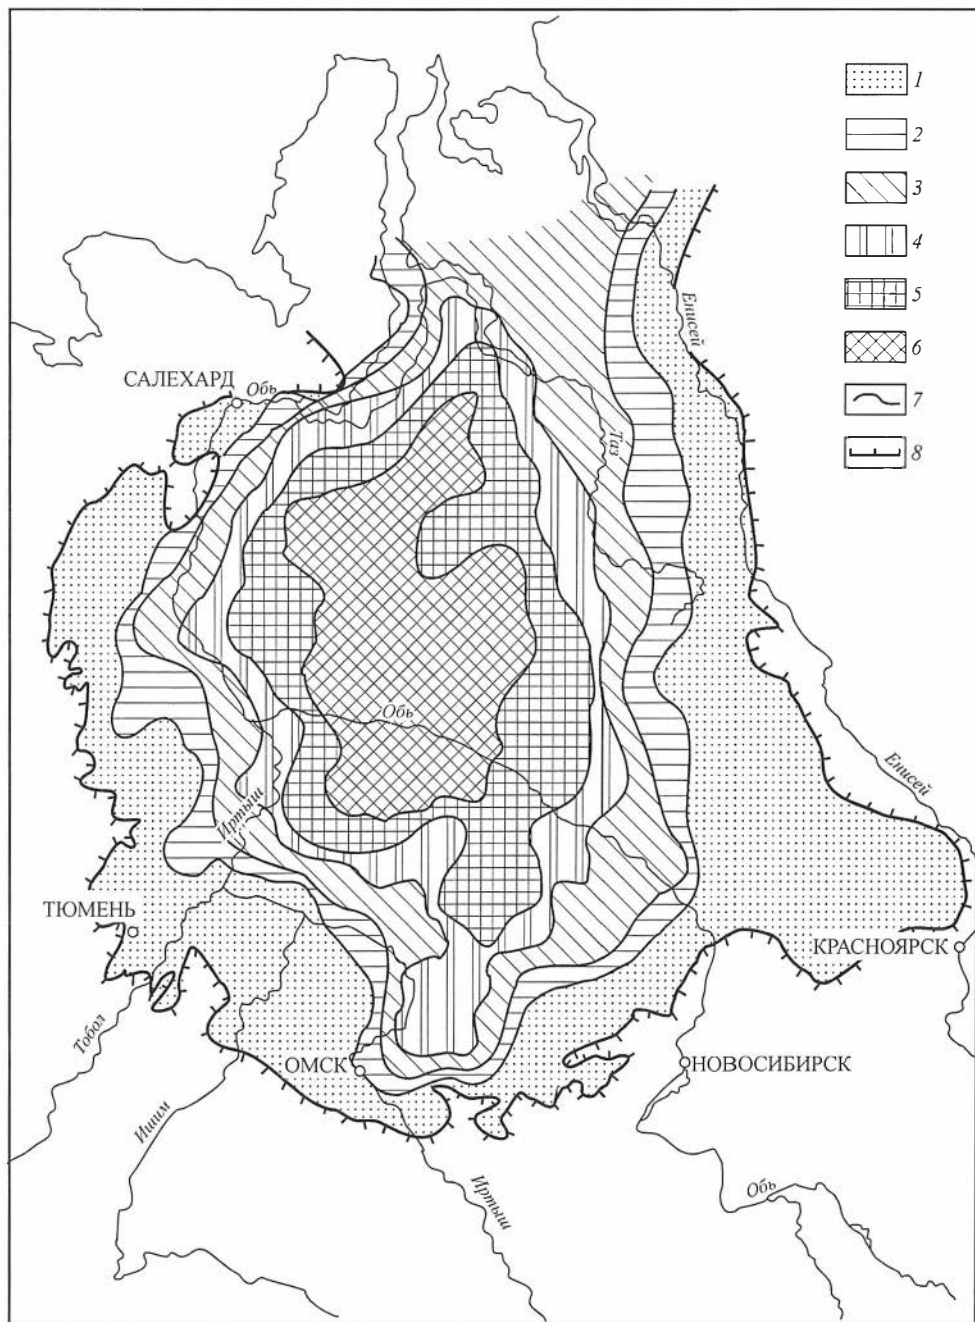 1
2
3
4
5
6
7
8
Енисей
САЛЕХАРД
Обь
Таз
Обь
Енисей
Иртыш
ТЮМЕНЬ
КРАСНОЯРСК
Тобол
ОМСК
НОВОСИБИРСК
Ишим
Иртыш
Обь